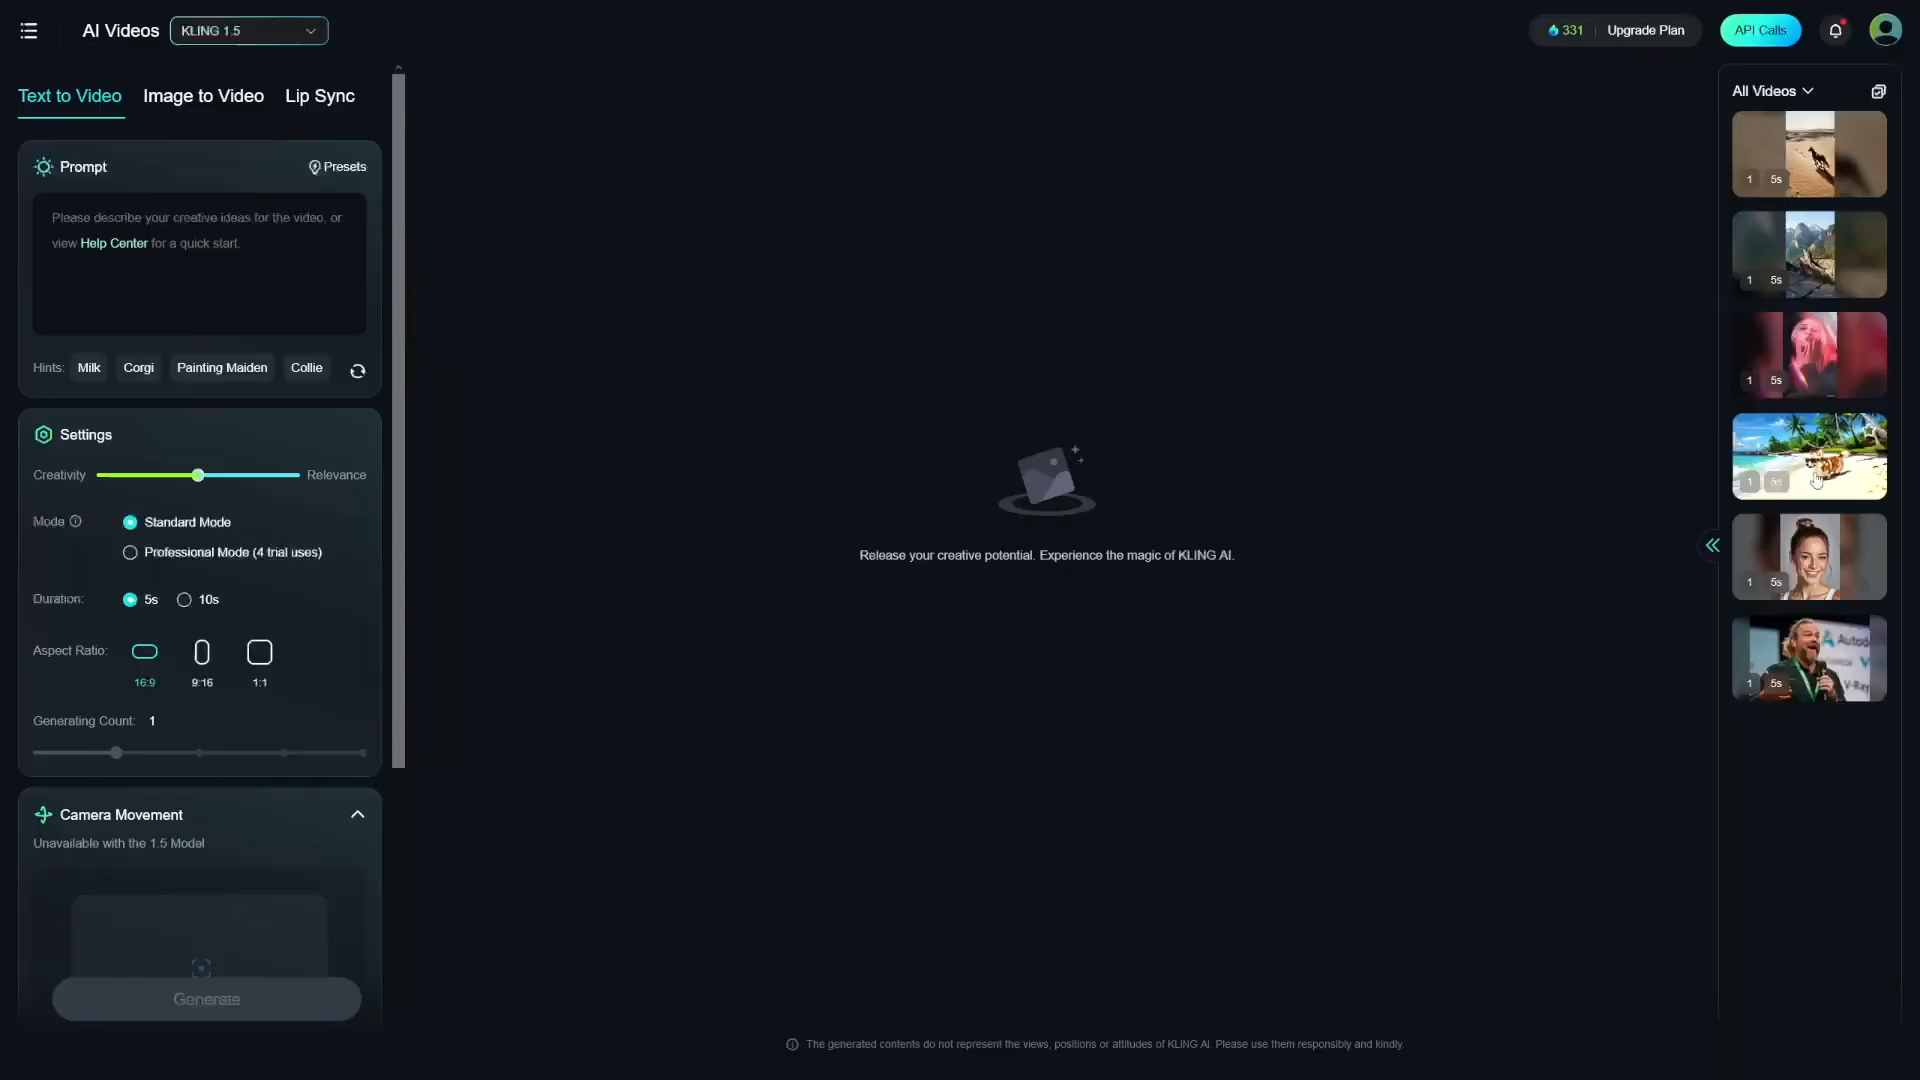 AI Videos
KLING 1.5
331
Upgrade Plan
API Calls
Text to Video
Image to Video
Lip Sync
Prompt
Presets
Please describe your creative ideas for the video, or
view Help Center for a quick start.
Hints:
Milk
Corgi
Painting Maiden
Collie
Settings
Creativity
Relevance
Mode
Standard Mode
Professional Mode (4 trial uses)
Duration:
5s
10s
Aspect Ratio:
16:9
9:16
1:1
Generating Count: 1
Camera Movement
Unavailable with the 1.5 Model
Generate
Release your creative potential. Experience the magic of KLING AI.
The generated contents do not represent the views, positions or attitudes of KLING AI. Please use them responsibly and kindly.
All Videos
1 5s
1 5s
1 5s
1 5s
1 5s
Autod
V-Ray
1 5s